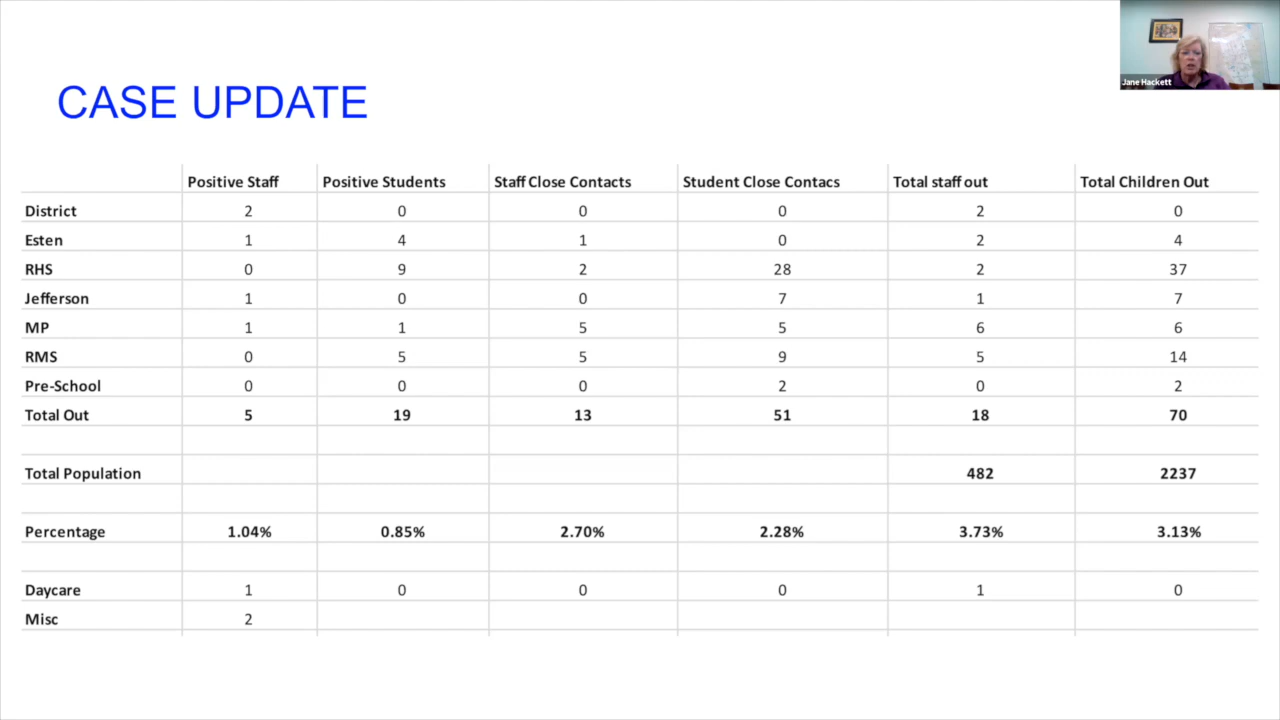 Jane Hackett
CASE UPDATE
Positive Staff Positive Students Staff Close Contacts Student Close Contacs Total staff out Total Children Out
District 2 0 0 0 2 0
Esten 1 4 1 0 2 4
RHS 0 9 2 28 2 37
Jefferson 1 0 0 7 1 7
MP 1 1 5 5 6 6
RMS 0 5 5 9 5 14
Pre-School 0 0 0 2 0 2
Total Out 5 19 13 51 18 70
Total Population 482 2237
Percentage 1.04% 0.85% 2.70% 2.28% 3.73% 3.13%
Daycare 1 0 0 0 1 0
Misc 2